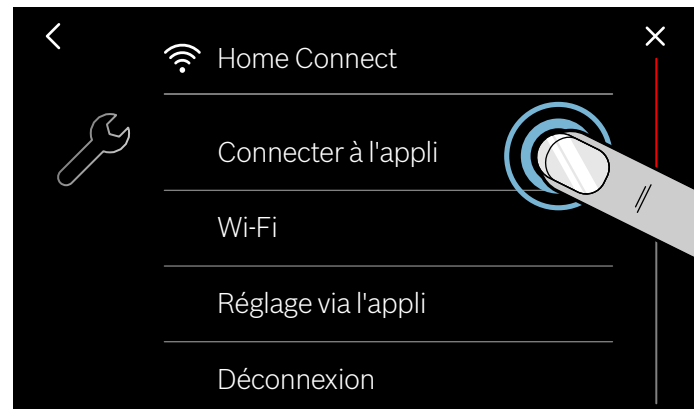 Home Connect
Connecter à l'appli
Wi-Fi
Réglage via l'appli
Déconnexion